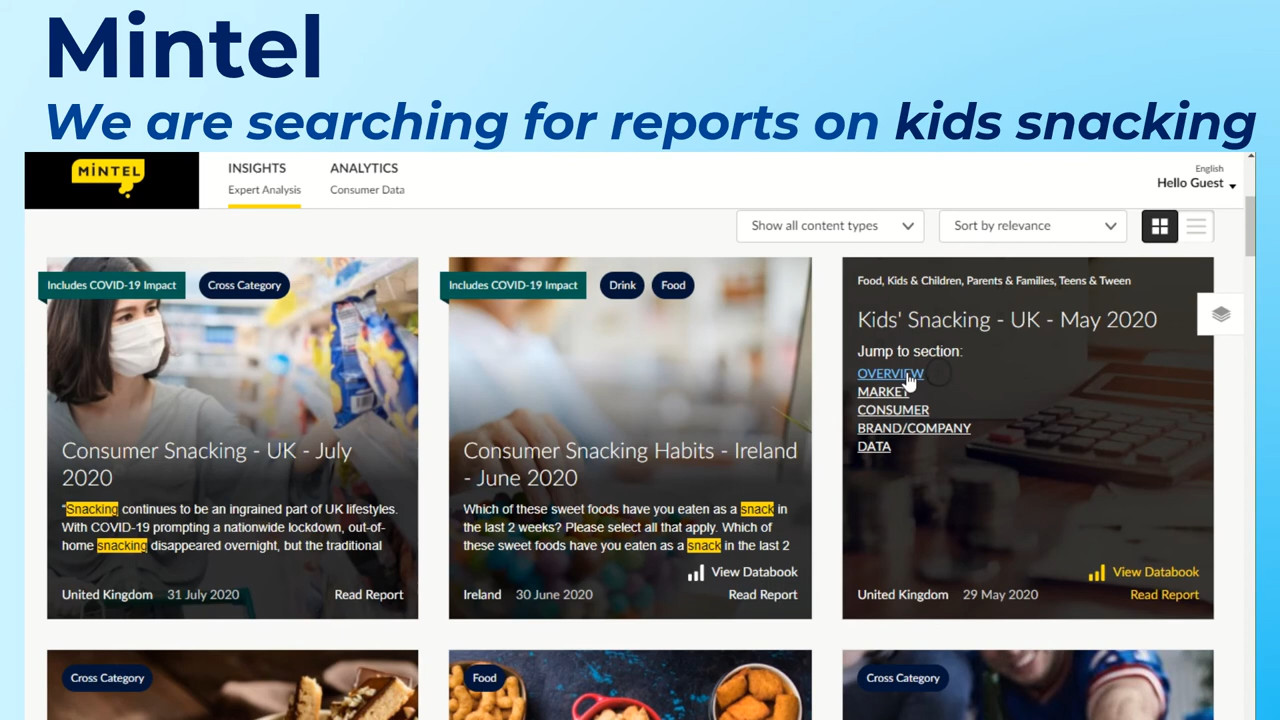 Mintel
We are searching for reports on kids snacking
MINTEL
INSIGHTS
Expert Analysis
ANALYTICS
Consumer Data
English
Hello Guest
Show all content types
Sort by relevance
Includes COVID-19 Impact
Cross Category
Consumer Snacking - UK - July
2020
"Snacking continues to be an ingrained part of UK lifestyles.
With COVID-19 prompting a nationwide lockdown, out-of-
home snacking disappeared overnight, but the traditional
United Kingdom 31 July 2020 Read Report
Includes COVID-19 Impact
Drink
Food
Consumer Snacking Habits - Ireland
- June 2020
Which of these sweet foods have you eaten as a snack in
the last 2 weeks? Please select all that apply. Which of
these sweet foods have you eaten as a snack in the last 2
View Databook
Ireland 30 June 2020 Read Report
Food, Kids & Children, Parents & Families, Teens & Tween
Kids' Snacking - UK - May 2020
Jump to section:
OVERVIEW
MARKET
CONSUMER
BRAND/COMPANY
DATA
View Databook
United Kingdom 29 May 2020 Read Report
Cross Category
Food
Cross Category